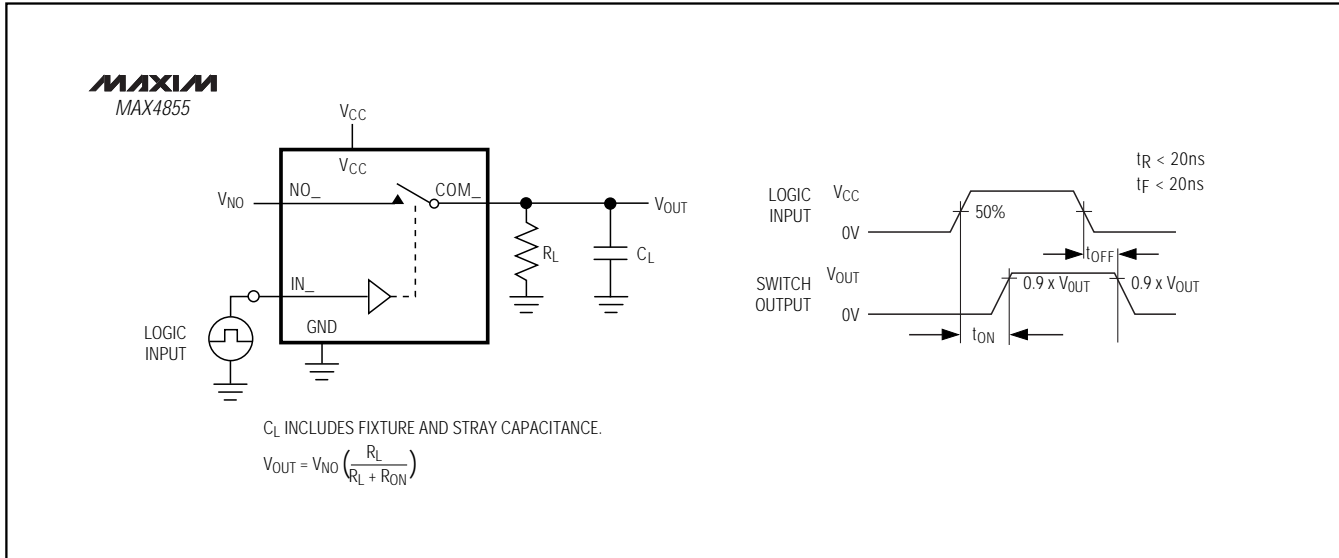 MAXIM
MAX4855
VCC
VCC
VNO
NO_
COM_
VOUT
RL
CL
IN_
GND
LOGIC
INPUT
CL INCLUDES FIXTURE AND STRAY CAPACITANCE.
VOUT = VNO (RL / RL + RON)
tR < 20ns
tF < 20ns
LOGIC
INPUT
VCC
50%
0V
tOFF
SWITCH
OUTPUT
VOUT
0.9 x VOUT
0.9 x VOUT
0V
tON